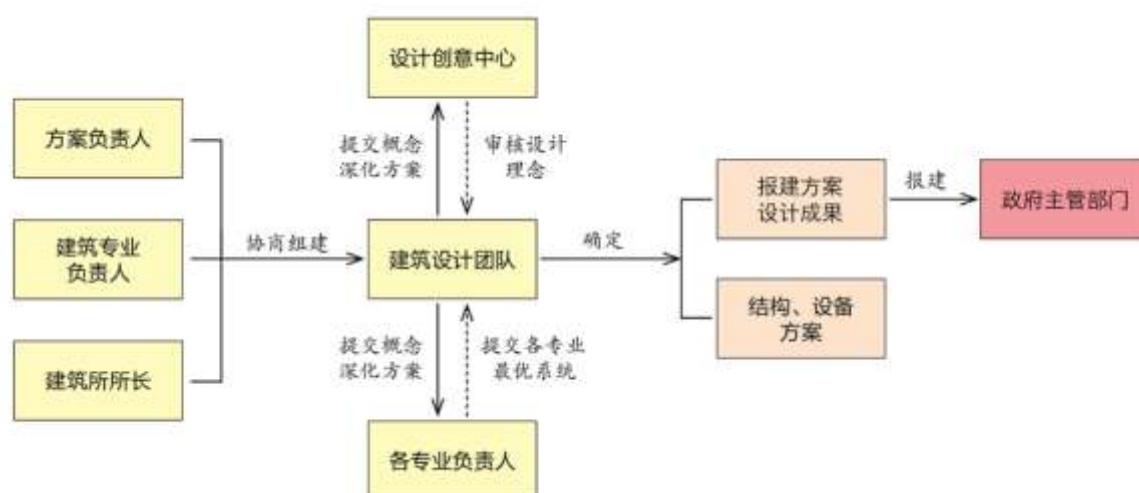 设计创意中心
方案负责人
提交概念
深化方案
审核设计
理念
报建方案
设计成果
报建
政府主管部门
建筑专业
负责人
协商组建
建筑设计团队
确定
结构、设备
方案
建筑所所长
提交概念
深化方案
提交各专业
最优系统
各专业负责人